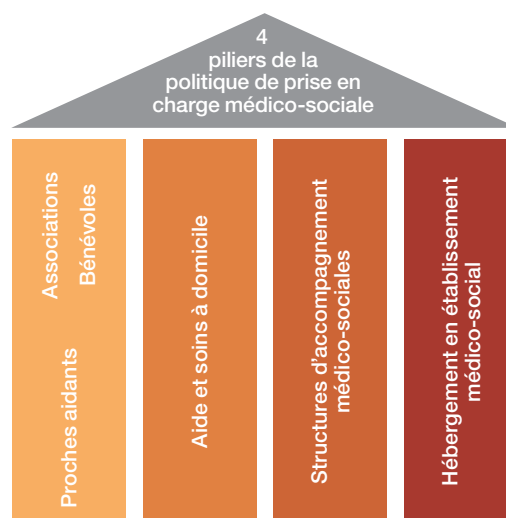 4
piliers de la
politique de prise en
charge médico-sociale
Associations
Bénévoles
Proches aidants
Aide et soins à domicile
Structures d'accompagnement
médico-sociales
Hébergement en établissement
médico-social